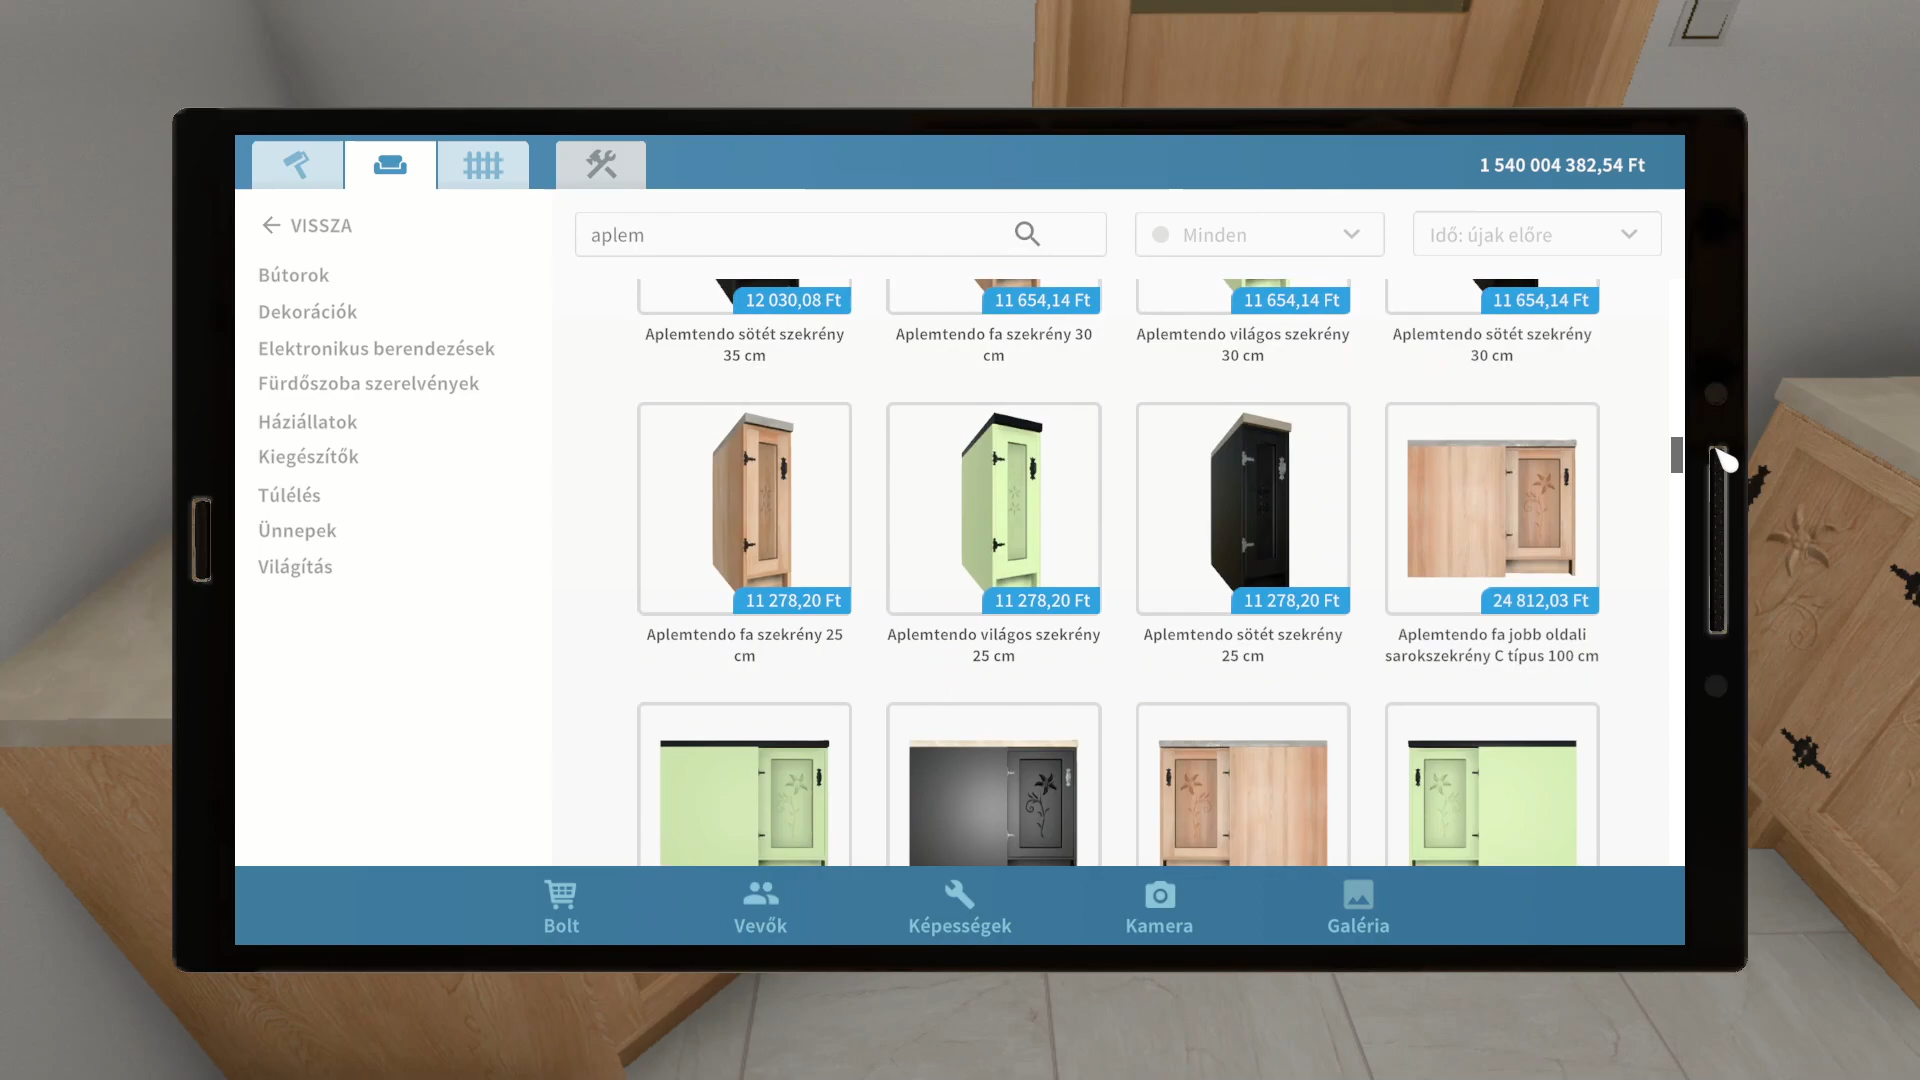 1 540 004 382,54 Ft
VISSZA
Bútorok
Dekorációk
Elektronikus berendezések
Fürdőszoba szerelvények
Háziállatok
Kiegészítők
Túlélés
Ünnepek
Világítás
aplem
Minden
Idő: újak előre
12 030,08 Ft
11 654,14 Ft
11 654,14 Ft
11 654,14 Ft
Aplemtendo sötét szekrény
35 cm
Aplemtendo fa szekrény 30
cm
Aplemtendo világos szekrény
30 cm
Aplemtendo sötét szekrény
30 cm
11 278,20 Ft
11 278,20 Ft
11 278,20 Ft
24 812,03 Ft
Aplemtendo fa szekrény 25
cm
Aplemtendo világos szekrény
25 cm
Aplemtendo sötét szekrény
25 cm
Aplemtendo fa jobb oldali
sarokszekrény C típus 100 cm
Bolt
Vevők
Képességek
Kamera
Galéria